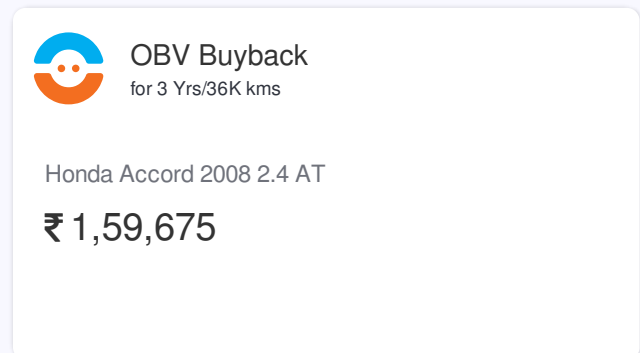 OBV Buyback
for 3 Yrs/36K kms
Honda Accord 2008 2.4 AT
₹ 1,59,675